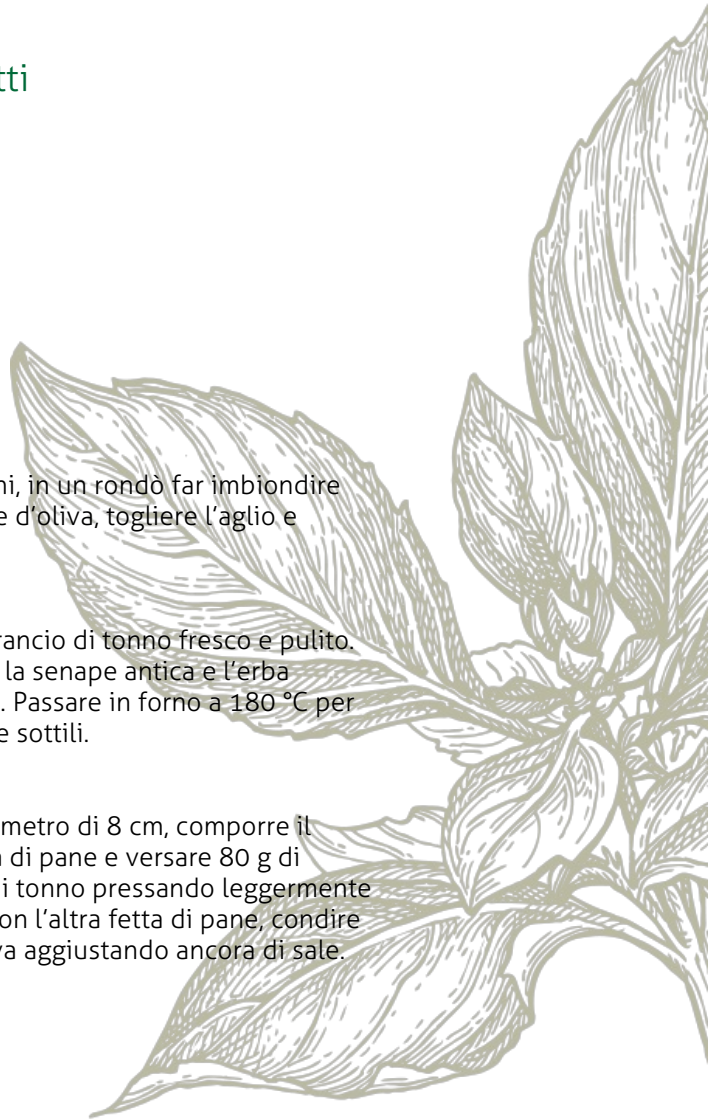 tti
ni, in un rondò far imbiondire
e d’oliva, togliere l’aglio e
rancio di tonno fresco e pulito.
la senape antica e l’erba
. Passare in forno a 180 °C per
e sottili.
metro di 8 cm, comporre il
a di pane e versare 80 g di
i tonno pressando leggermente
on l’altra fetta di pane, condire
va aggiustando ancora di sale.